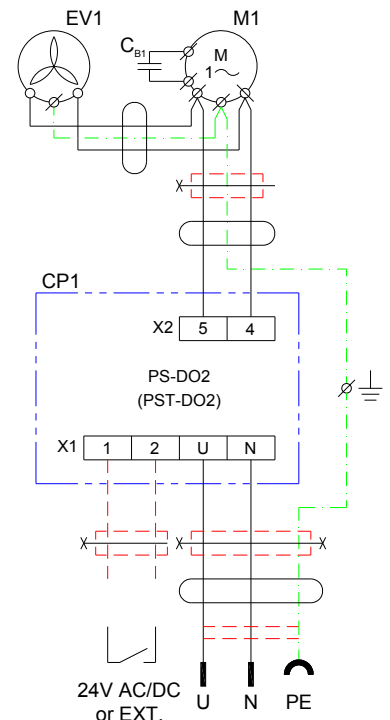 EV1
M1
C_B1
M
1~
CP1
X2 5 4
PS-DO2
(PST-DO2)
X1 1 2 U N
24V AC/DC
or EXT.
U N PE